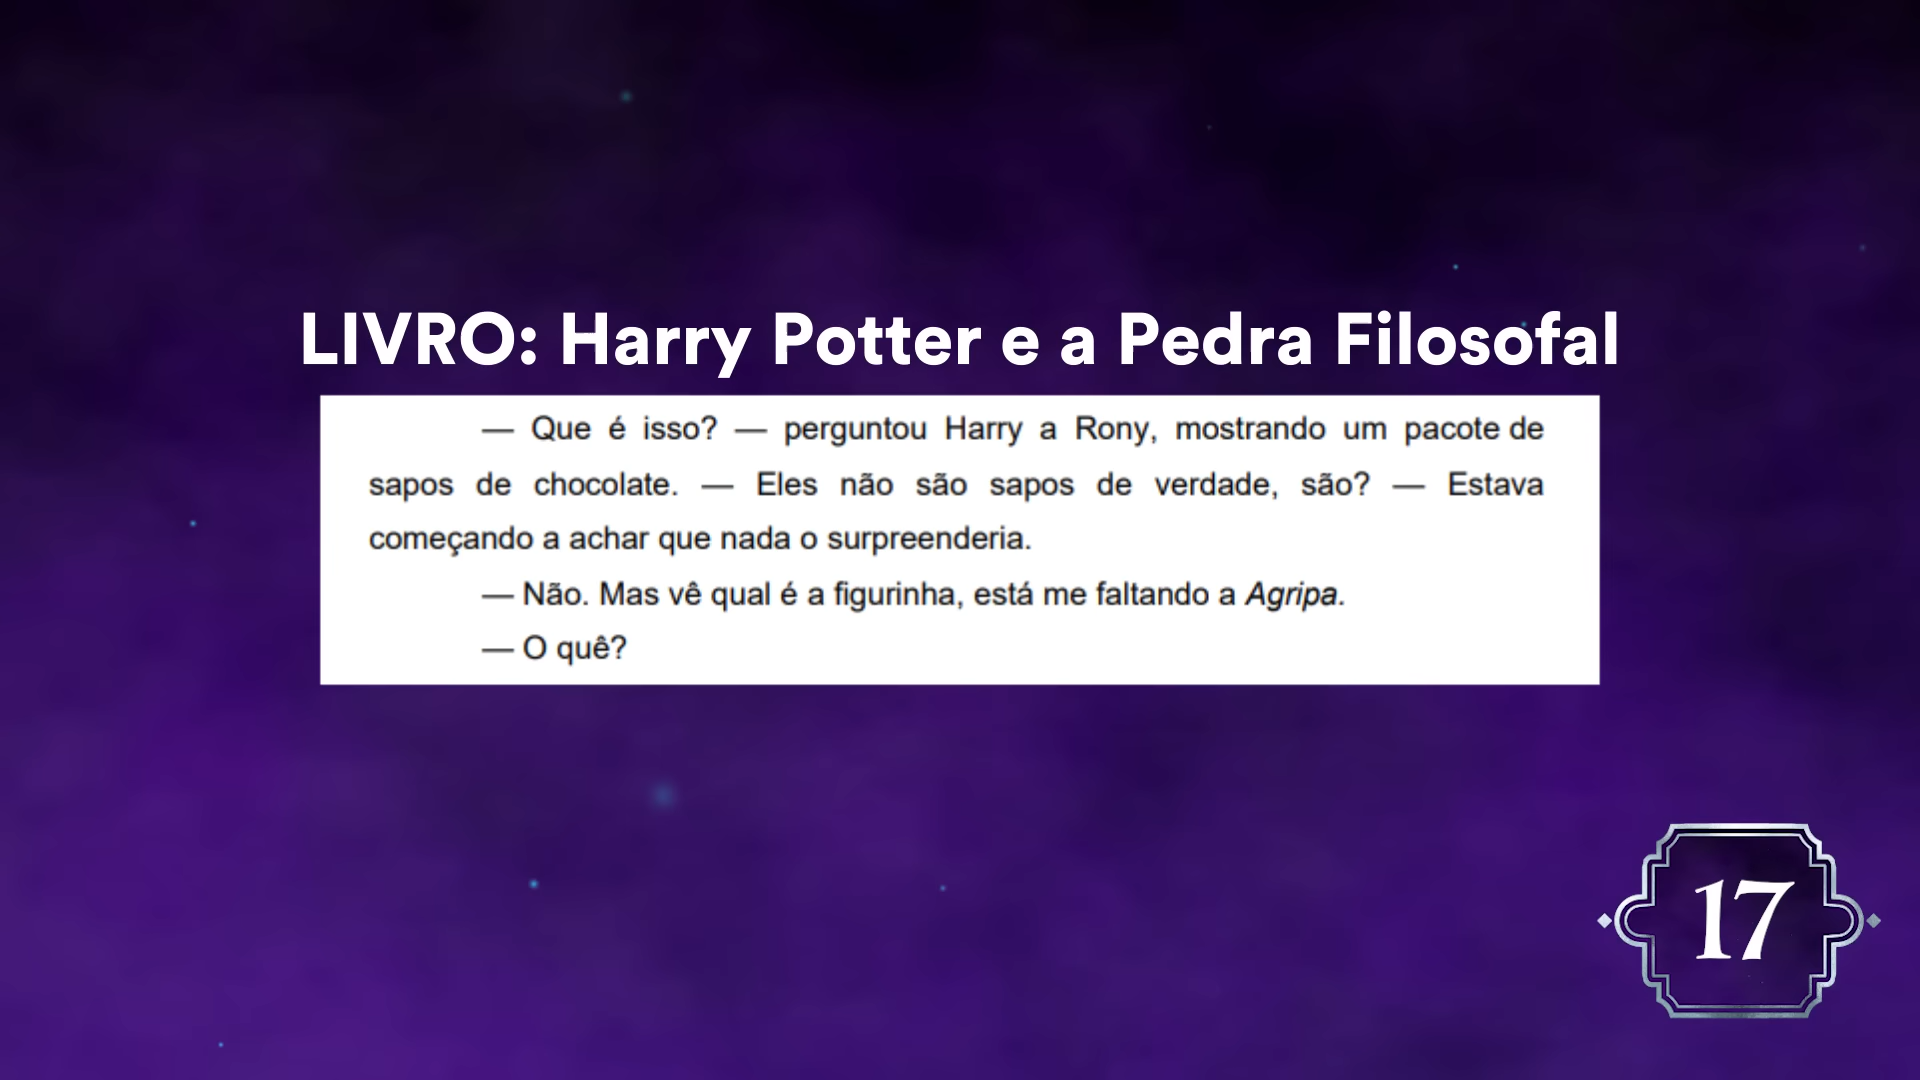 LIVRO: Harry Potter e a Pedra Filosofal
— Que é isso? — perguntou Harry a Rony, mostrando um pacote de
sapos de chocolate. — Eles não são sapos de verdade, são? — Estava
começando a achar que nada o surpreenderia.
— Não. Mas vê qual é a figurinha, está me faltando a Agripa.
— O quê?
17